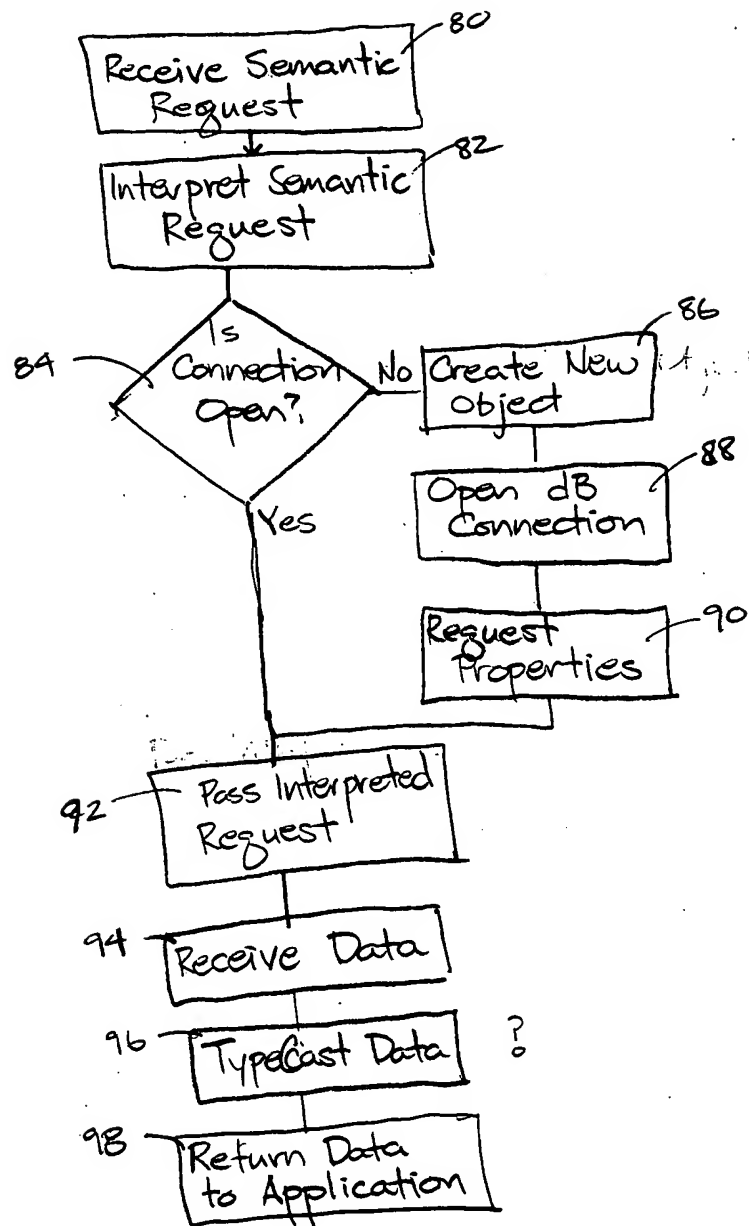 80
Receive Semantic
Request
82
Interpret Semantic
Request
84
Is
Connection
Open?
No
Yes
86
Create New
Object
88
Open dB
Connection
90
Request
Properties
92
Pass Interpreted
Request
94
Receive Data
96
TypeCast Data
?
98
Return Data
to Application